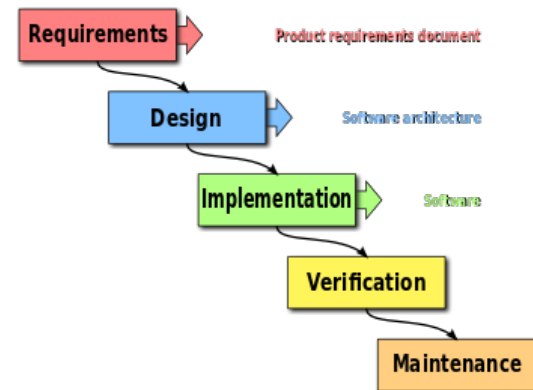 Requirements
Product requirements document
Design
Software architecture
Implementation
Software
Verification
Maintenance